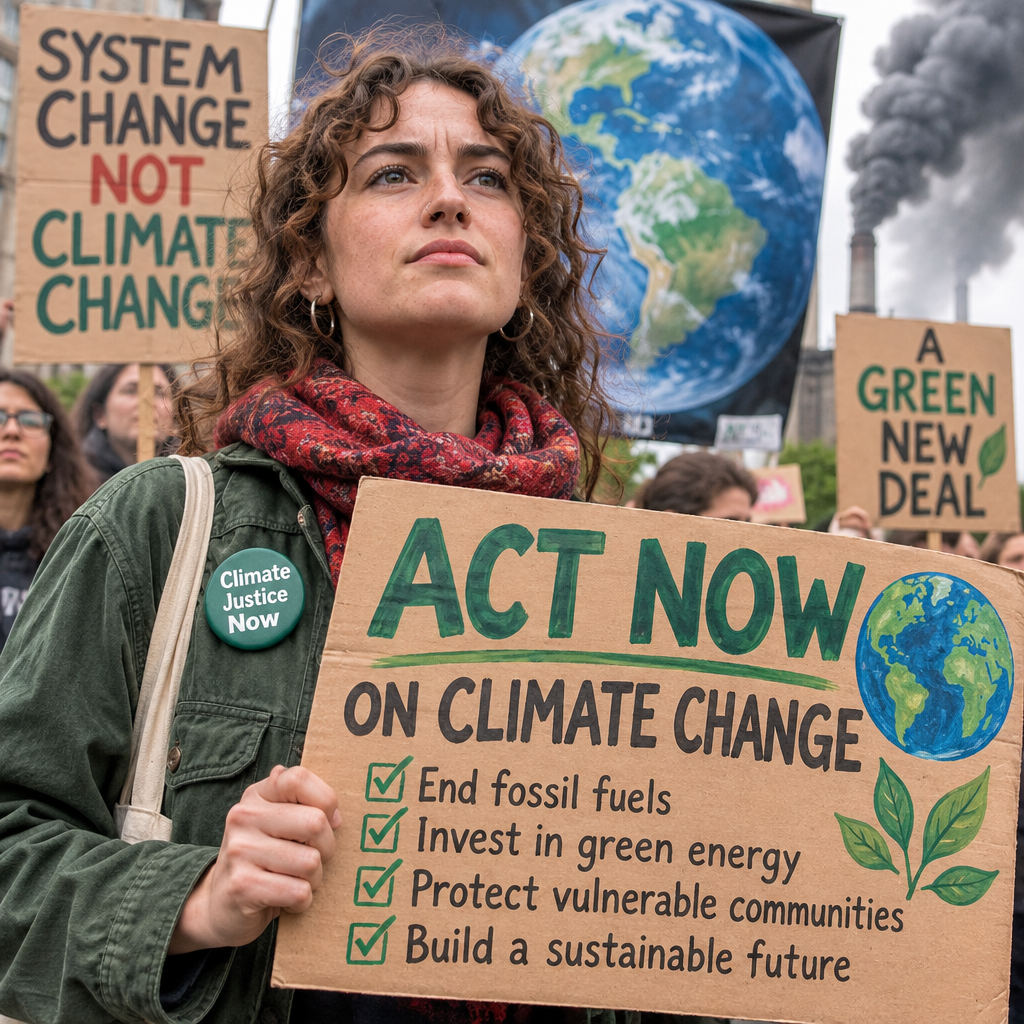 SYSTEM
CHANGE
NOT
CLIMATE
CHANGE
A
GREEN
NEW
DEAL
Climate
Justice
Now
ACT NOW
ON CLIMATE CHANGE
End fossil fuels
Invest in green energy
Protect vulnerable communities
Build a sustainable future